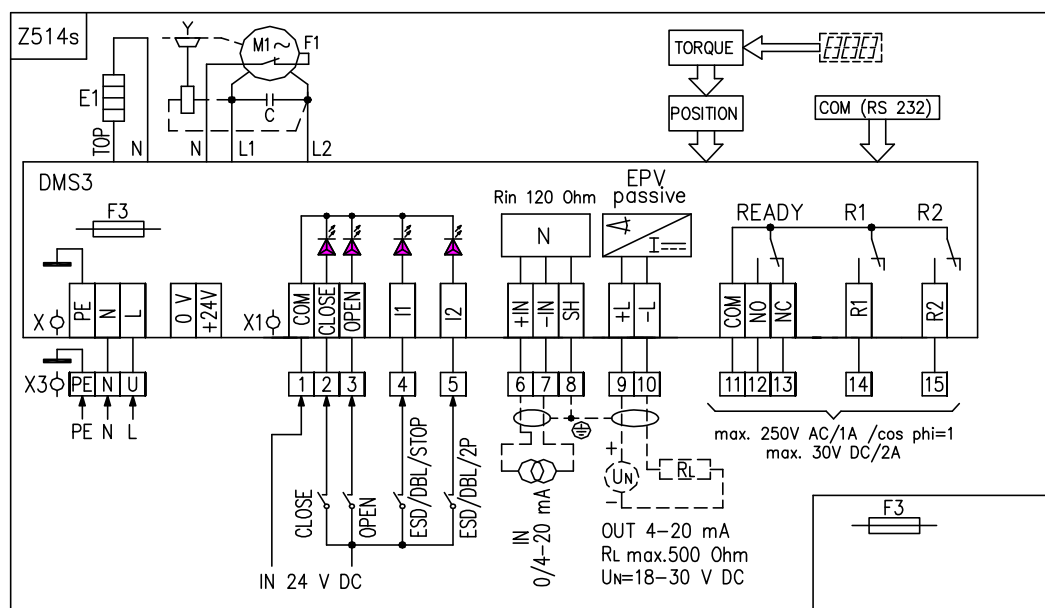 Z514s
Y
M1~
F1
TORQUE
E1
C
POSITION
COM (RS 232)
TOP
N
N
L1
L2
DMS3
F3
Rin 120 Ohm
EPV
passive
N
I
READY
R1
R2
X
PE
N
L
0 V
+24V
X1
COM
CLOSE
OPEN
I1
I2
+IN
-IN
SH
+L
-L
COM
NO
NC
R1
R2
X3
PE
N
U
1
2
3
4
5
6
7
8
9
10
11
12
13
14
15
PE N L
max. 250V AC/1A /cos phi=1
max. 30V DC/2A
CLOSE
OPEN
ESD/DBL/STOP
ESD/DBL/2P
IN
0/4-20 mA
+
UN
-
RL
OUT 4-20 mA
RL max.500 Ohm
UN=18-30 V DC
IN 24 V DC
F3